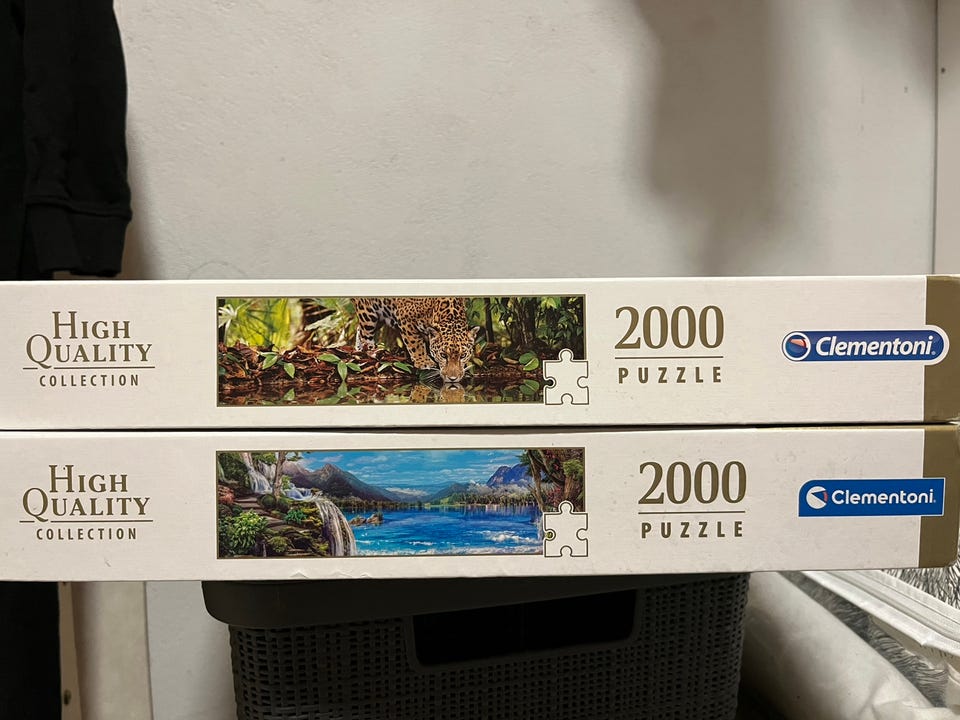 High
Quality
COLLECTION
2000
PUZZLE
Clementoni®
High
Quality
COLLECTION
2000
PUZZLE
Clementoni®